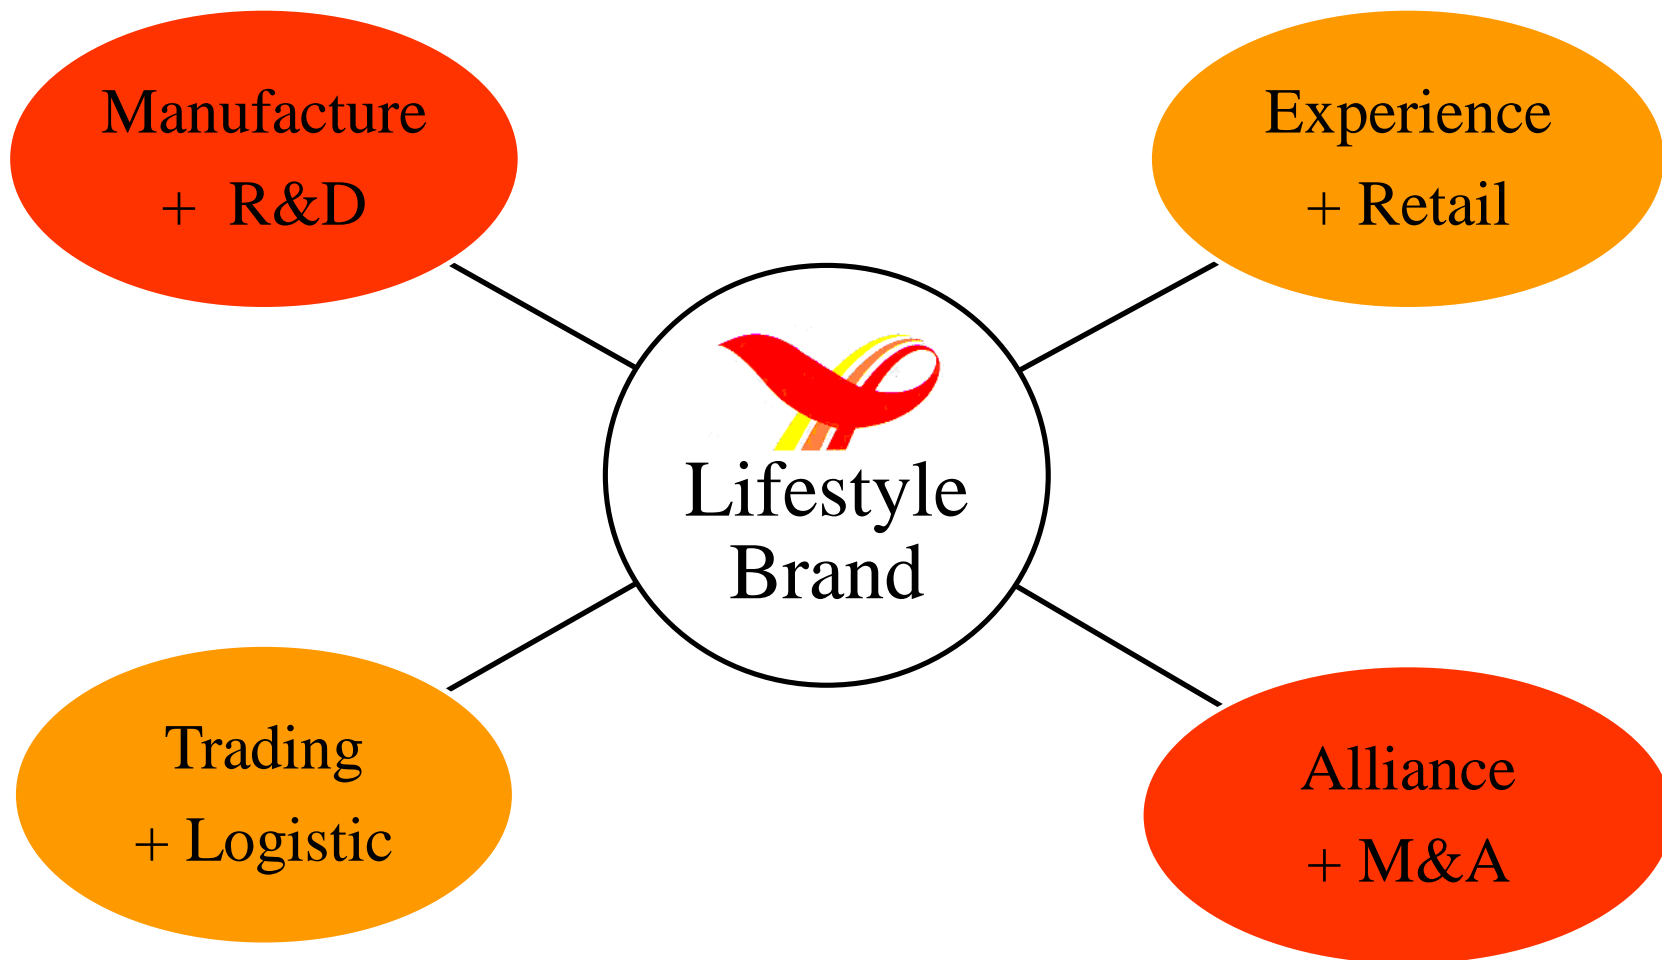 Manufacture
+ R&D
Experience
+ Retail
Lifestyle
Brand
Trading
+ Logistic
Alliance
+ M&A